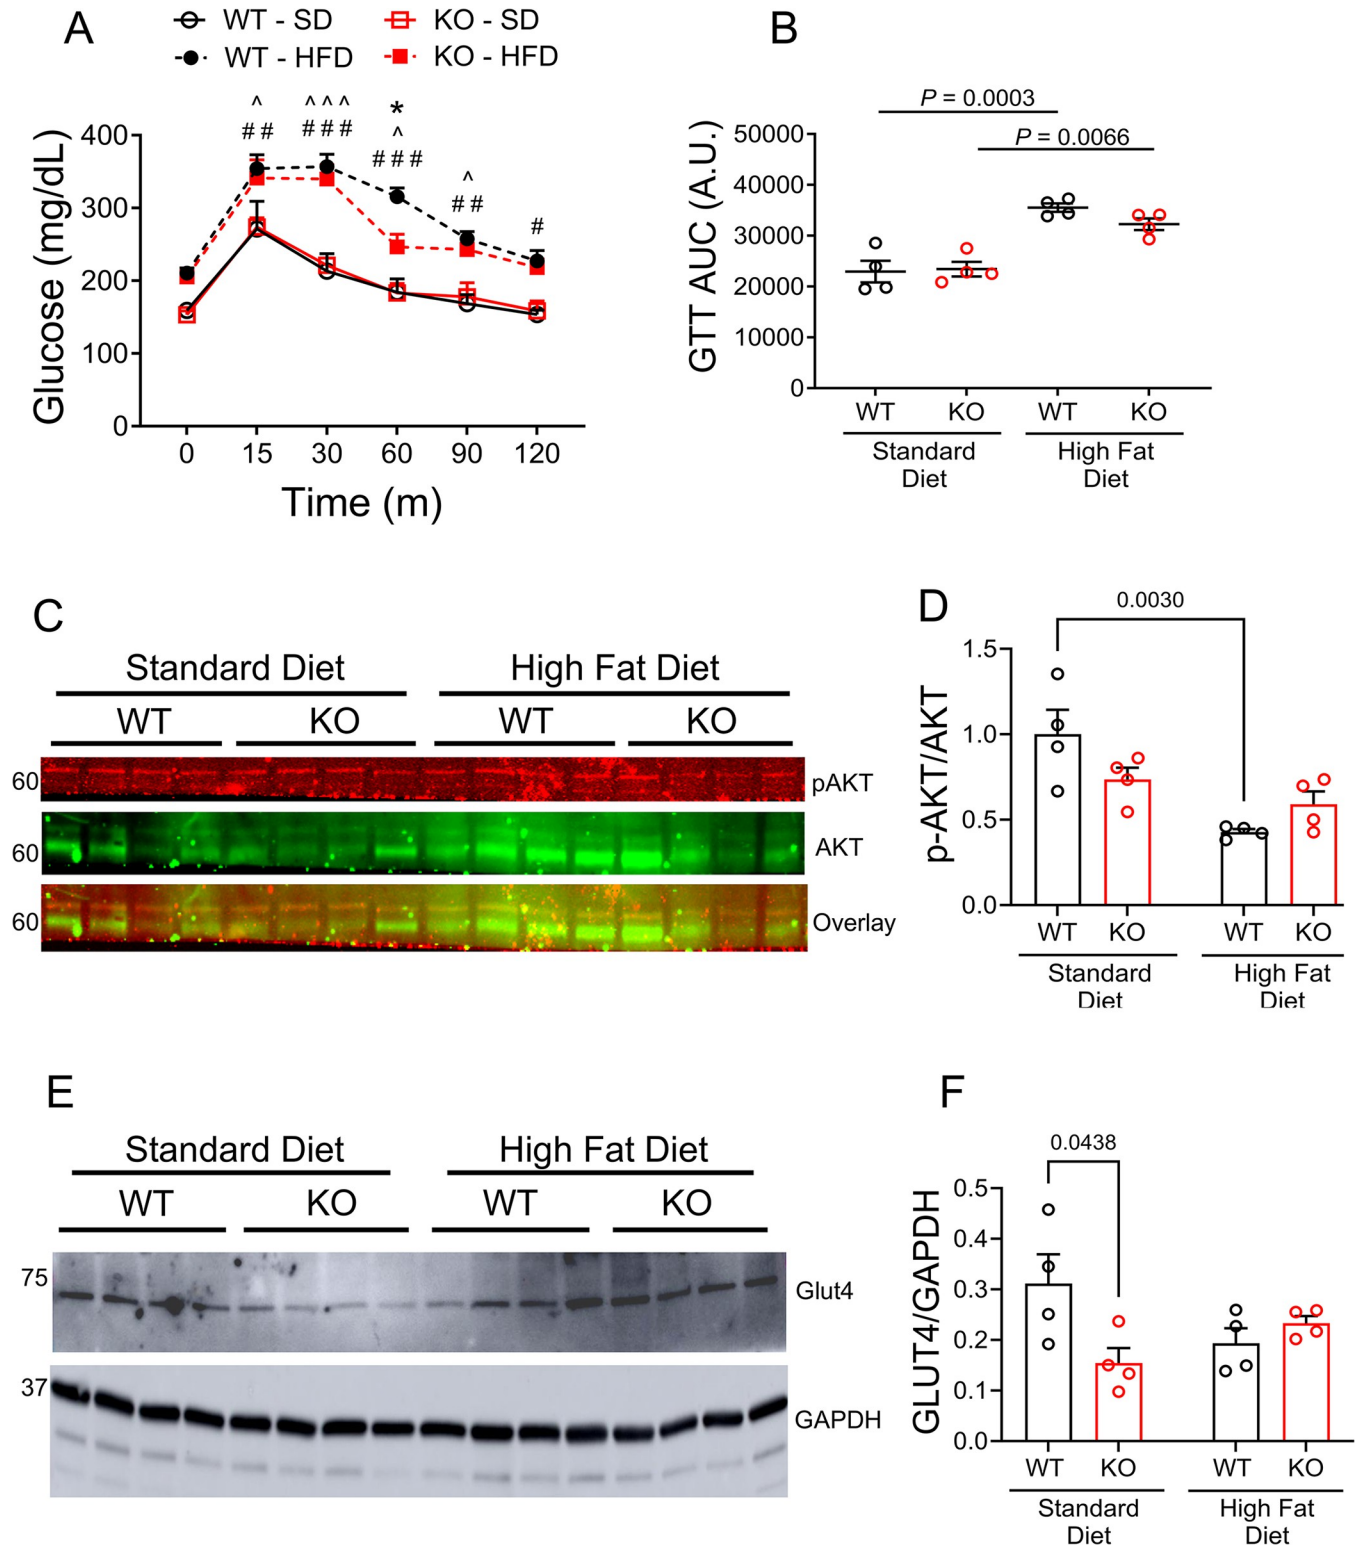 A
WT - SD
KO - SD
WT - HFD
KO - HFD
^
^ ^ ^
*
# #
# # #
^
# # #
^
# #
#
Glucose (mg/dL)
400
300
200
100
0
0 15 30 60 90 120
Time (m)
B
P = 0.0003
P = 0.0066
GTT AUC (A.U.)
50000
40000
30000
20000
10000
0
WT KO WT KO
Standard Diet
High Fat Diet
C
Standard Diet High Fat Diet
WT KO WT KO
60 pAKT
60 AKT
60 Overlay
D
0.0030
p-AKT/AKT
1.5
1.0
0.5
0.0
WT KO WT KO
Standard Diet
High Fat Diet
E
Standard Diet High Fat Diet
WT KO WT KO
75 Glut4
37 GAPDH
F
0.0438
GLUT4/GAPDH
0.5
0.4
0.3
0.2
0.1
0.0
WT KO WT KO
Standard Diet
High Fat Diet